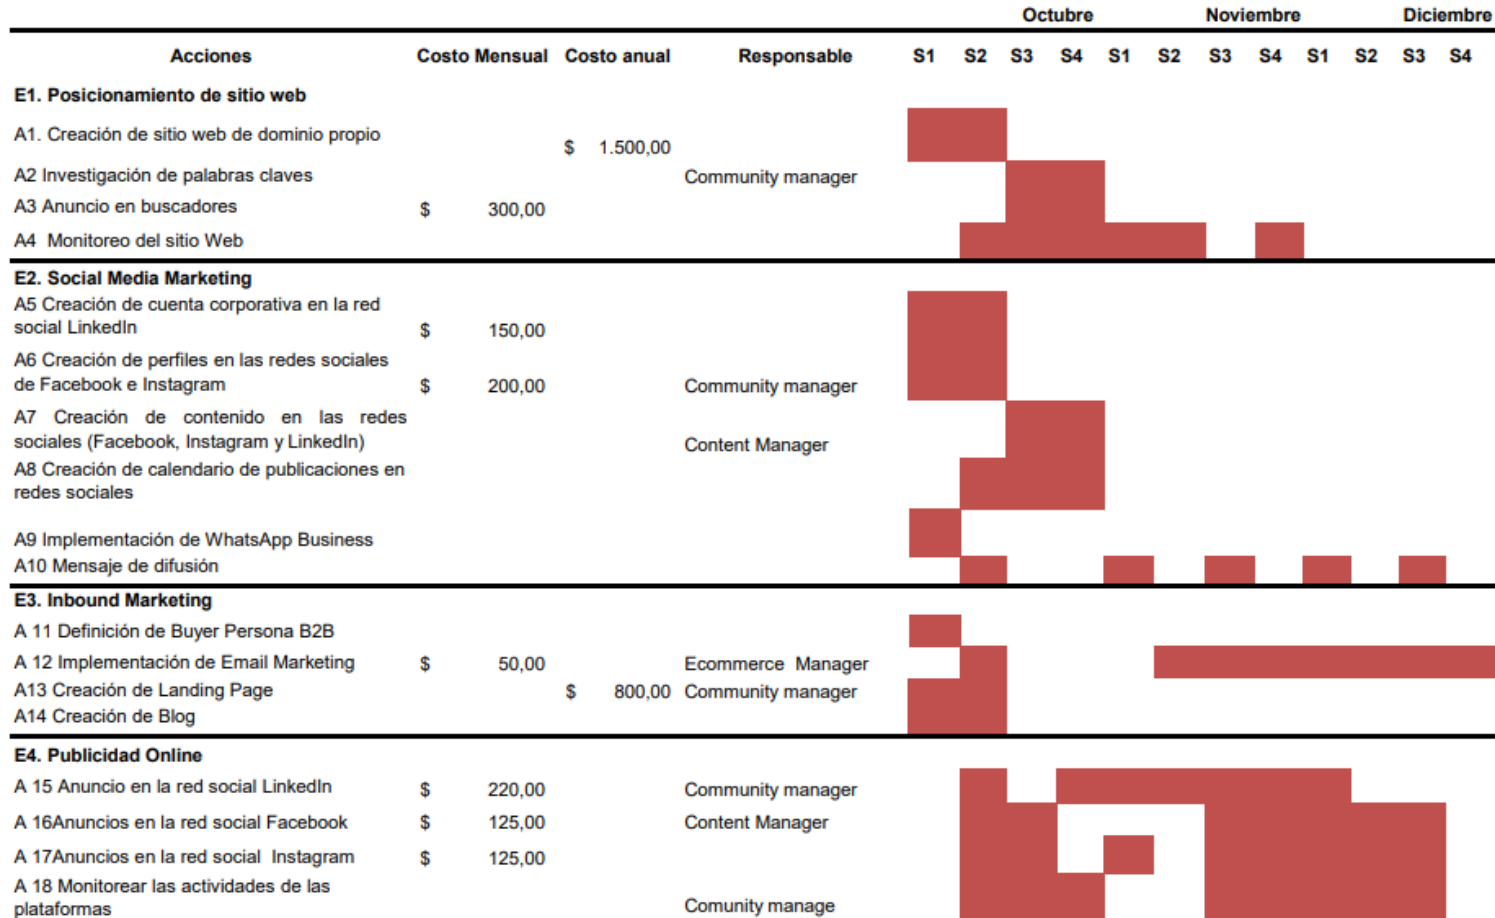 Octubre Noviembre Diciembre
Acciones Costo Mensual Costo anual Responsable S1 S2 S3 S4 S1 S2 S3 S4 S1 S2 S3 S4
E1. Posicionamiento de sitio web
A1. Creación de sitio web de dominio propio
$ 1.500,00
A2 Investigación de palabras claves Community manager
A3 Anuncio en buscadores $ 300,00
A4 Monitoreo del sitio Web
E2. Social Media Marketing
A5 Creación de cuenta corporativa en la red
social LinkedIn $ 150,00
A6 Creación de perfiles en las redes sociales
de Facebook e Instagram $ 200,00 Community manager
A7 Creación de contenido en las redes
sociales (Facebook, Instagram y LinkedIn) Content Manager
A8 Creación de calendario de publicaciones en
redes sociales
A9 Implementación de WhatsApp Business
A10 Mensaje de difusión
E3. Inbound Marketing
A 11 Definición de Buyer Persona B2B
A 12 Implementación de Email Marketing $ 50,00 Ecommerce Manager
A13 Creación de Landing Page $ 800,00 Community manager
A14 Creación de Blog
E4. Publicidad Online
A 15 Anuncio en la red social LinkedIn $ 220,00 Community manager
A 16Anuncios en la red social Facebook $ 125,00 Content Manager
A 17Anuncios en la red social Instagram $ 125,00
A 18 Monitorear las actividades de las
plataformas Comunity manage